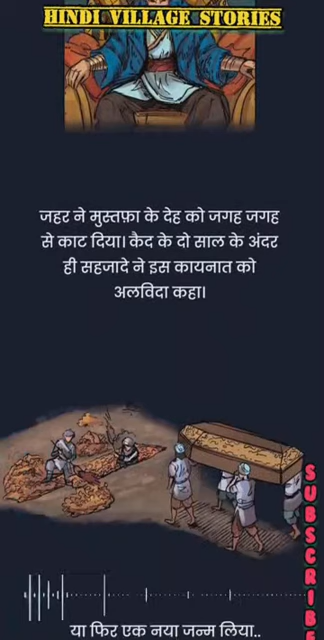 HINDI VILLAGE STORIES
जहर ने मुस्तफ़ा के देह को जगह जगह
से काट दिया। कैद के दो साल के अंदर
ही सहजादे ने इस कायनात को
अलविदा कहा।
SUBSCRIBE
या फिर एक नया जन्म लिया..